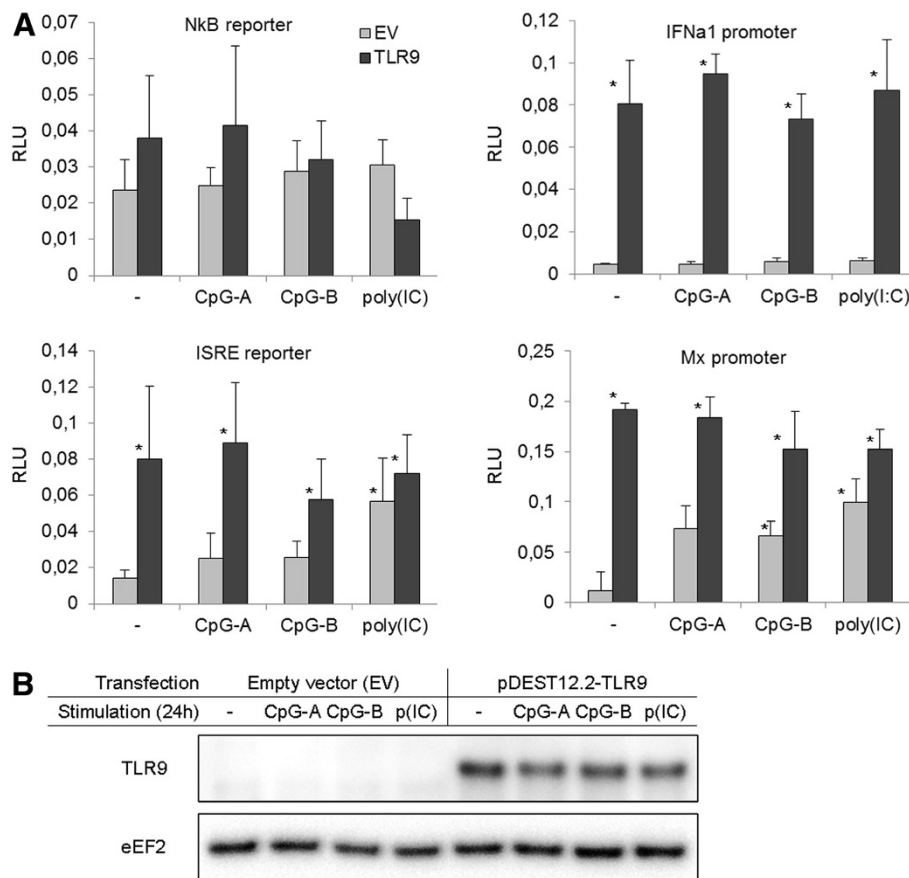 A
NkB reporter
EV
TLR9
0,07
0,06
0,05
0,04
0,03
0,02
0,01
0
RLU
- CpG-A CpG-B poly(IC)
IFNa1 promoter
0,12
0,1
0,08
0,06
0,04
0,02
0
RLU
* * * *
- CpG-A CpG-B poly(I:C)
ISRE reporter
0,14
0,12
0,1
0,08
0,06
0,04
0,02
0
RLU
* * * * *
- CpG-A CpG-B poly(IC)
Mx promoter
0,25
0,2
0,15
0,1
0,05
0
RLU
* * * * * *
- CpG-A CpG-B poly(IC)
B
Transfection Empty vector (EV) pDEST12.2-TLR9
Stimulation (24h) - CpG-A CpG-B p(IC) - CpG-A CpG-B p(IC)
TLR9
eEF2